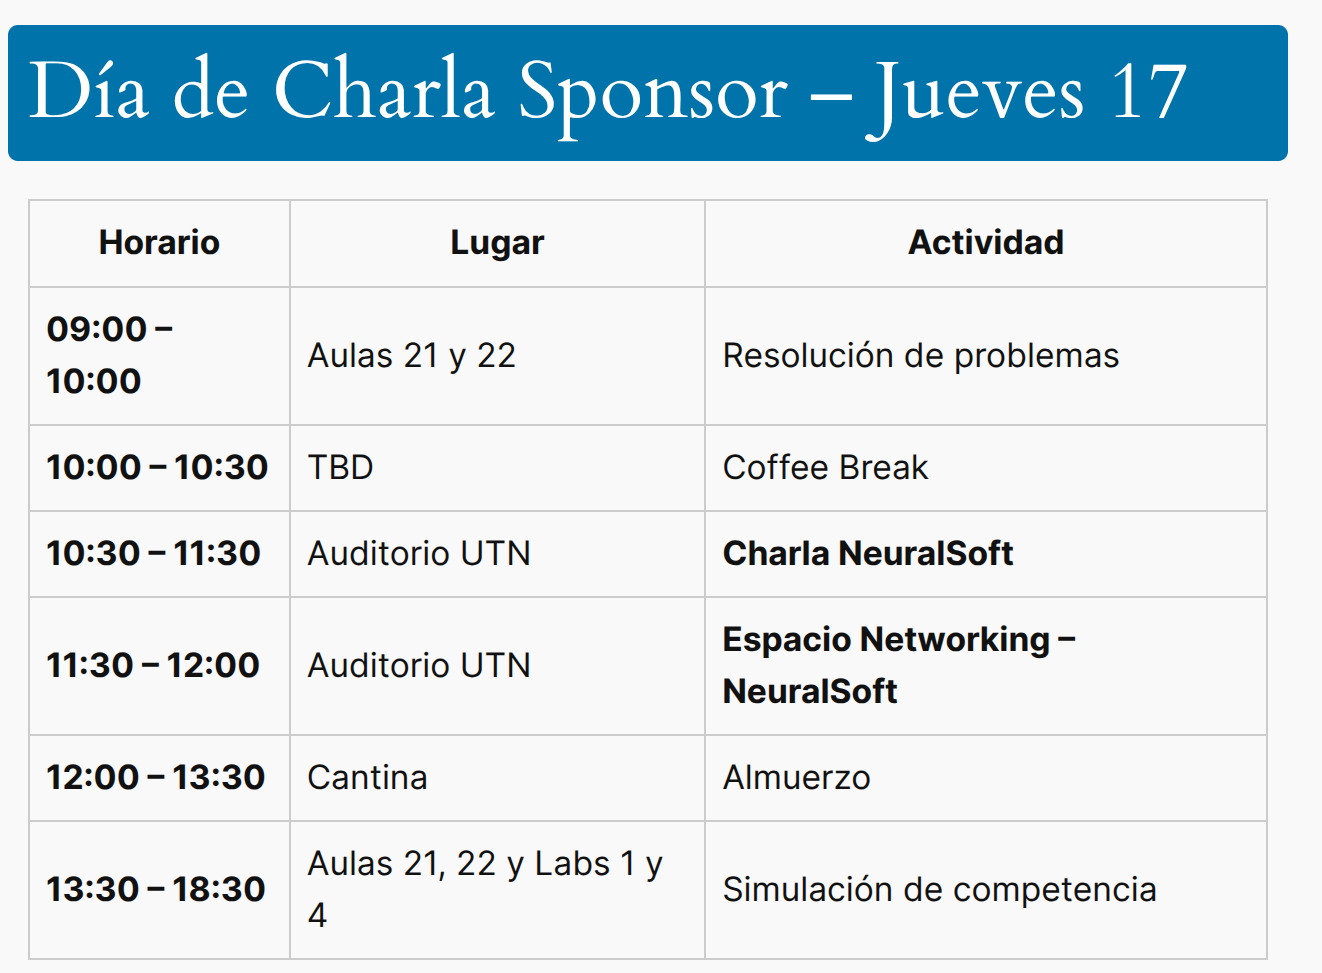 Día de Charla Sponsor – Jueves 17
Horario
Lugar
Actividad
09:00 –
10:00
Aulas 21 y 22
Resolución de problemas
10:00 – 10:30
TBD
Coffee Break
10:30 – 11:30
Auditorio UTN
Charla NeuralSoft
11:30 – 12:00
Auditorio UTN
Espacio Networking –
NeuralSoft
12:00 – 13:30
Cantina
Almuerzo
13:30 – 18:30
Aulas 21, 22 y Labs 1 y
4
Simulación de competencia